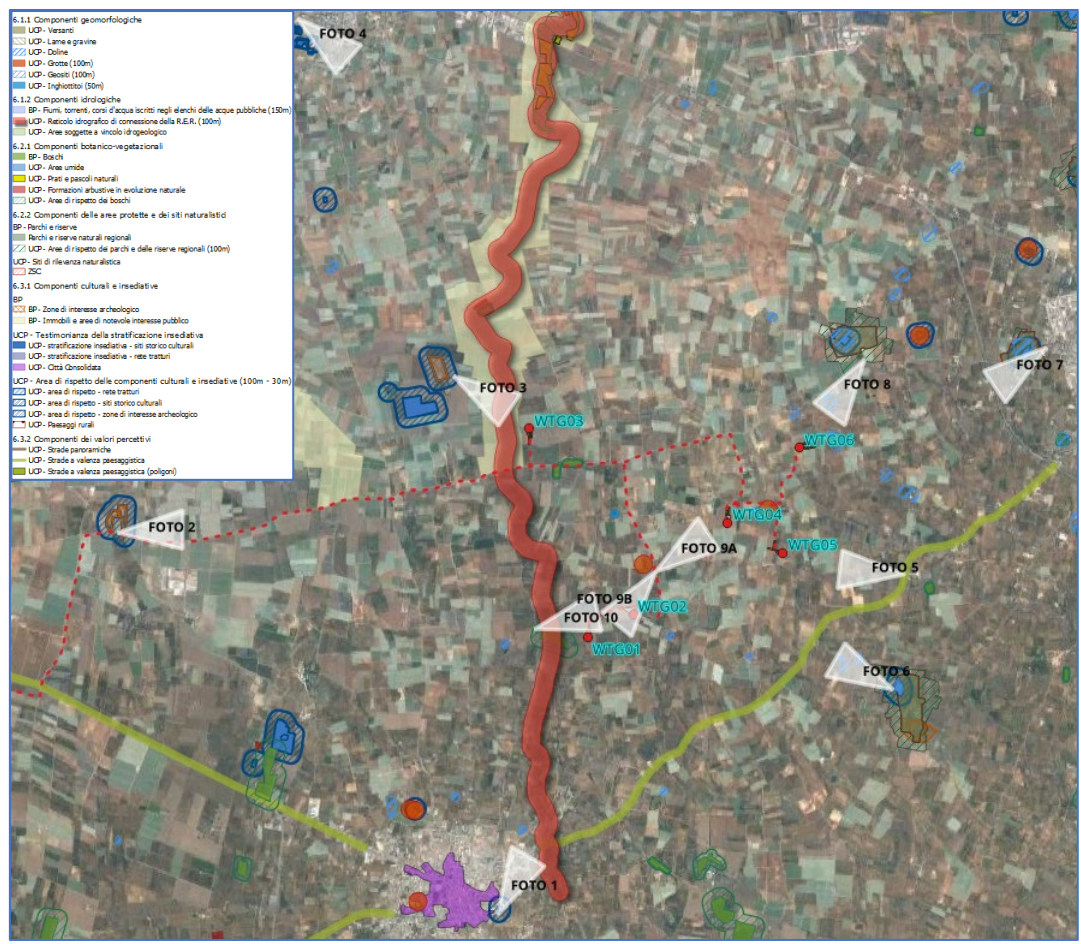 6.1.1 Componenti geomorfologiche
UCP - Versanti
UCP - Lame e gravine
UCP - Doline
UCP - Grotte (100m)
UCP - Geositi (100m)
UCP - Inghiottitoi (50m)
6.1.2 Componenti idrologiche
BP - Fiumi, torrenti, corsi d'acqua iscritti negli elenchi delle acque pubbliche (150m)
UCP - Reticolo idrografico di connessione della R.E.R. (100m)
UCP - Aree soggette a vincolo idrogeologico
6.2.1 Componenti botanico-vegetazionali
BP - Boschi
UCP - Aree umide
UCP - Prati e pascoli naturali
UCP - Formazioni arbustive in evoluzione naturale
UCP - Aree di rispetto dei boschi
6.2.2 Componenti delle aree protette e dei siti naturalistici
BP - Parchi e riserve
Parchi e riserve naturali regionali
UCP - Aree di rispetto dei parchi e delle riserve regionali (100m)
UCP - Siti di rilevanza naturalistica
ZSC
6.3.1 Componenti culturali e insediative
BP
BP - Zone di interesse archeologico
BP - Immobili e aree di notevole interesse pubblico
UCP - Testimonianza della stratificazione insediativa
UCP - stratificazione insediativa - siti storico culturali
UCP - stratificazione insediativa - rete tratturi
UCP - Città Consolidata
UCP - Area di rispetto delle componenti culturali e insediative (100m - 30m)
UCP - area di rispetto - rete tratturi
UCP - area di rispetto - siti storico culturali
UCP - area di rispetto - zone di interesse archeologico
UCP - Paesaggi rurali
6.3.2 Componenti dei valori percettivi
UCP - Strade panoramiche
UCP - Strade a valenza paesaggistica
UCP - Strade a valenza paesaggistica (poligoni)
FOTO 4
FOTO 7
FOTO 8
FOTO 3
WTG03
WTG06
WTG04
FOTO 2
FOTO 9A
WTG05
FOTO 5
FOTO 9B
WTG02
FOTO 10
WTG01
FOTO 6
FOTO 1